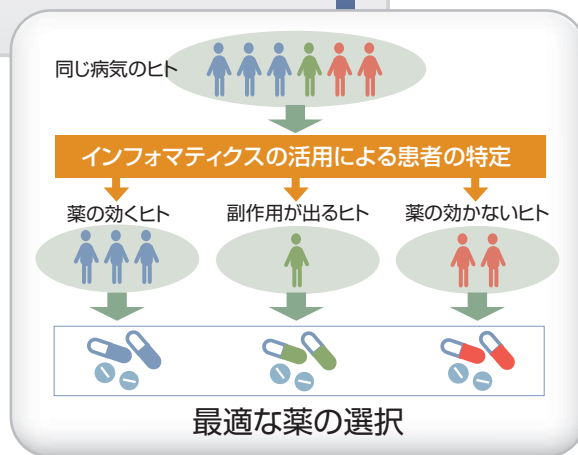 同じ病気のヒト
インフォマティクスの活用による患者の特定
薬の効くヒト
副作用が出るヒト
薬の効かないヒト
最適な薬の選択